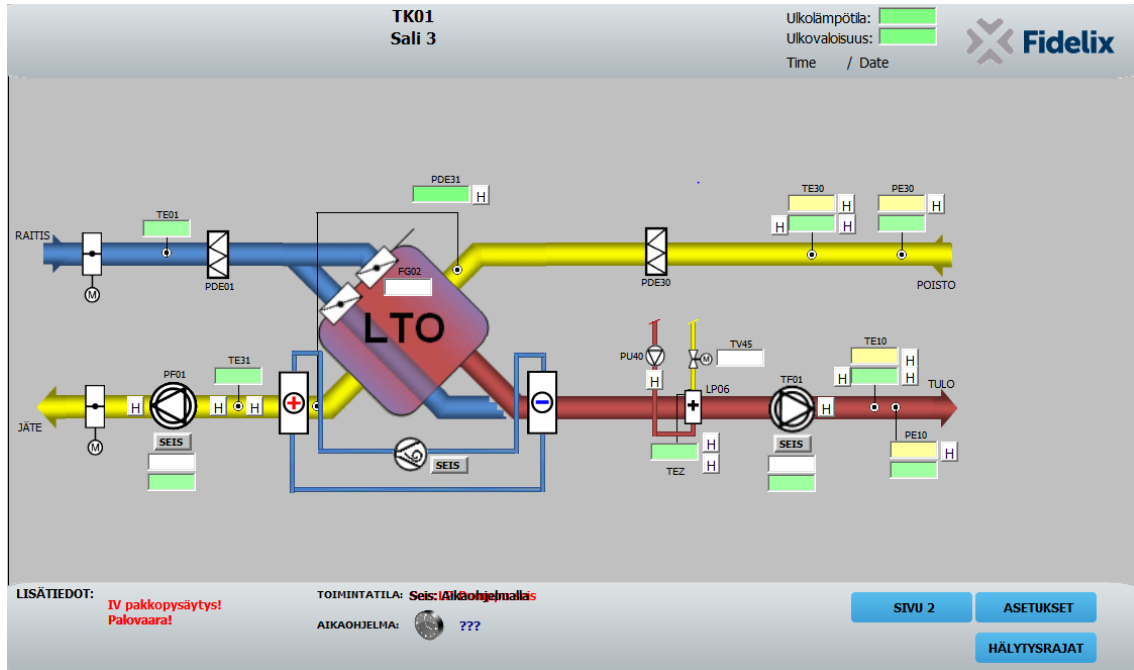 TK01
Sali 3
Ulkolämpötila:
Ulkovaloisuus:
Time / Date
Fidelix
PDE31
H
TE30
H
H
H
PE30
H
TE01
RAITIS
M
PDE01
FG02
LTO
PDE30
POISTO
PU40
H
TV45
M
LP06
TE10
H
H
H
TULO
TE31
PF01
H
H
H
JÄTE
M
SEIS
SEIS
TEZ
H
H
TF01
H
SEIS
PE10
H
LISÄTIEDOT:
IV pakkopysäytys!
Palovaara!
TOIMINTATILA: Seis: Aikaohjelmalla
AIKAOHJELMA: ???
SIVU 2
ASETUKSET
HÄLYTYSRAJAT